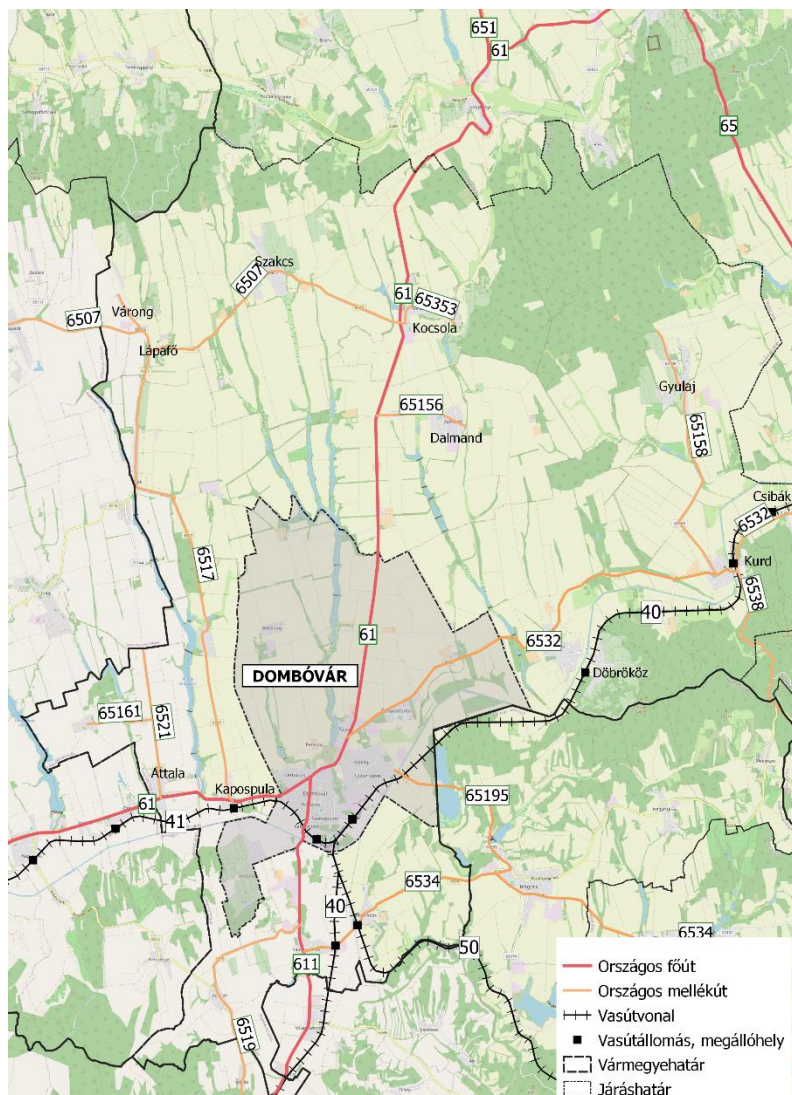 651
61
65
Szakcs
6507
61
65353
Várong
6507
Kocsola
Lápafő
65156
Gyulaj
Dalmand
65158
Csibák
6532
Kurd
6517
6538
40
61
6532
DOMBÓVÁR
Döbrököz
65161
6521
Attala
Kapospula
61
41
65195
6534
40
6534
50
611
6519
Országos főút
Országos mellékút
Vasútvonal
Vasútállomás, megállóhely
Vármegyehatár
Járáshatár